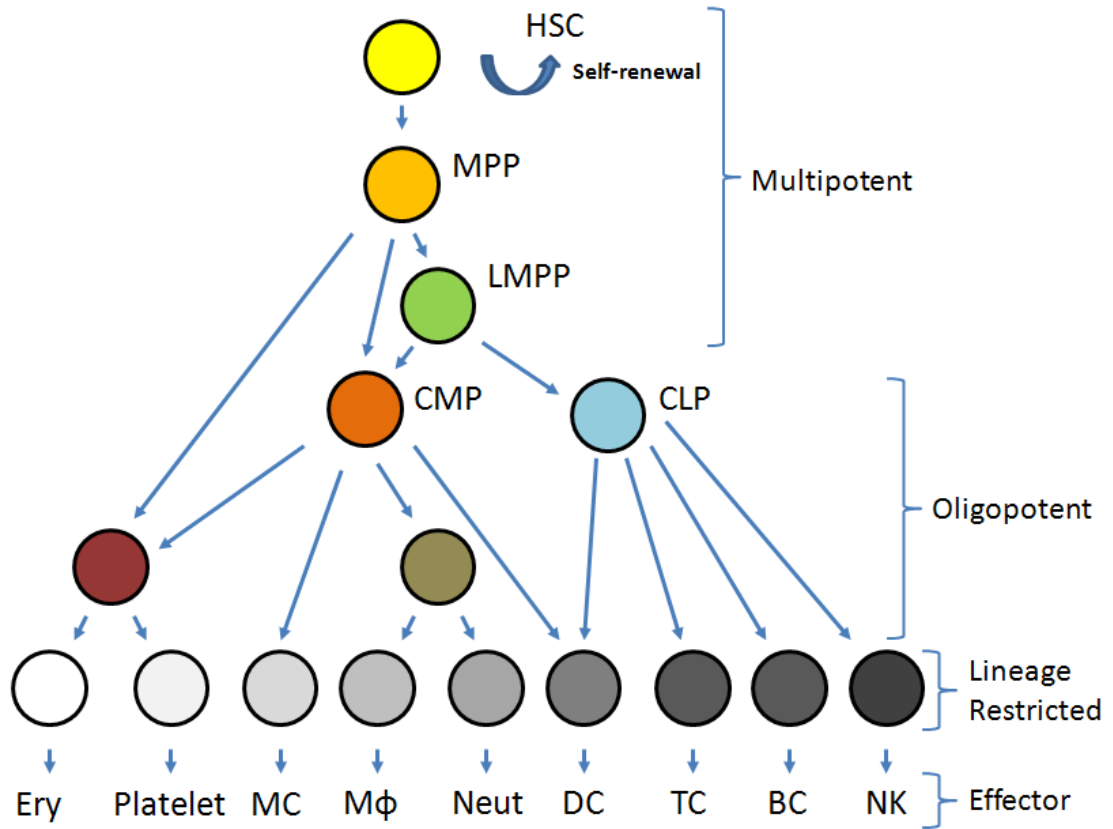 HSC
Self-renewal
MPP
Multipotent
LMPP
CMP
CLP
Oligopotent
Lineage
Restricted
Ery
Platelet
MC
Mφ
Neut
DC
TC
BC
NK
Effector